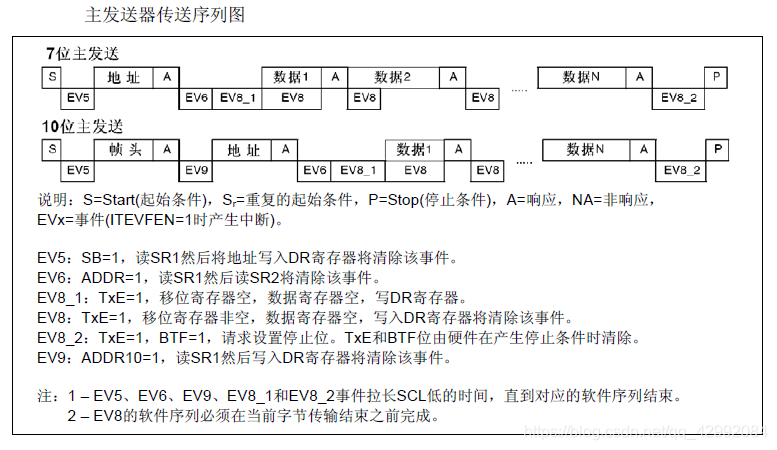 主发送器传送序列图
7位主发送
S 地址 A 数据1 A 数据2 A ..... 数据N A P
EV5 EV6 EV8_1 EV8 EV8 EV8 EV8_2
10位主发送
S 帧头 A 地址 A 数据1 A ..... 数据N A P
EV5 EV9 EV6 EV8_1 EV8 EV8 EV8_2
说明：S=Start(起始条件)，Sr=重复的起始条件，P=Stop(停止条件)，A=响应，NA=非响应，
EVx=事件(ITEVFEN=1时产生中断)。
EV5：SB=1，读SR1然后将地址写入DR寄存器将清除该事件。
EV6：ADDR=1，读SR1然后读SR2将清除该事件。
EV8_1：TxE=1，移位寄存器空，数据寄存器空，写DR寄存器。
EV8：TxE=1，移位寄存器非空，数据寄存器空，写入DR寄存器将清除该事件。
EV8_2：TxE=1，BTF=1，请求设置停止位。TxE和BTF位由硬件在产生停止条件时清除。
EV9：ADDR10=1，读SR1然后写入DR寄存器将清除该事件。
注：1 – EV5、EV6、EV9、EV8_1和EV8_2事件拉长SCL低的时间，直到对应的软件序列结束。
2 – EV8的软件序列必须在当前字节传输结束之前完成。
https://blog.csdn.net/qq_42992084